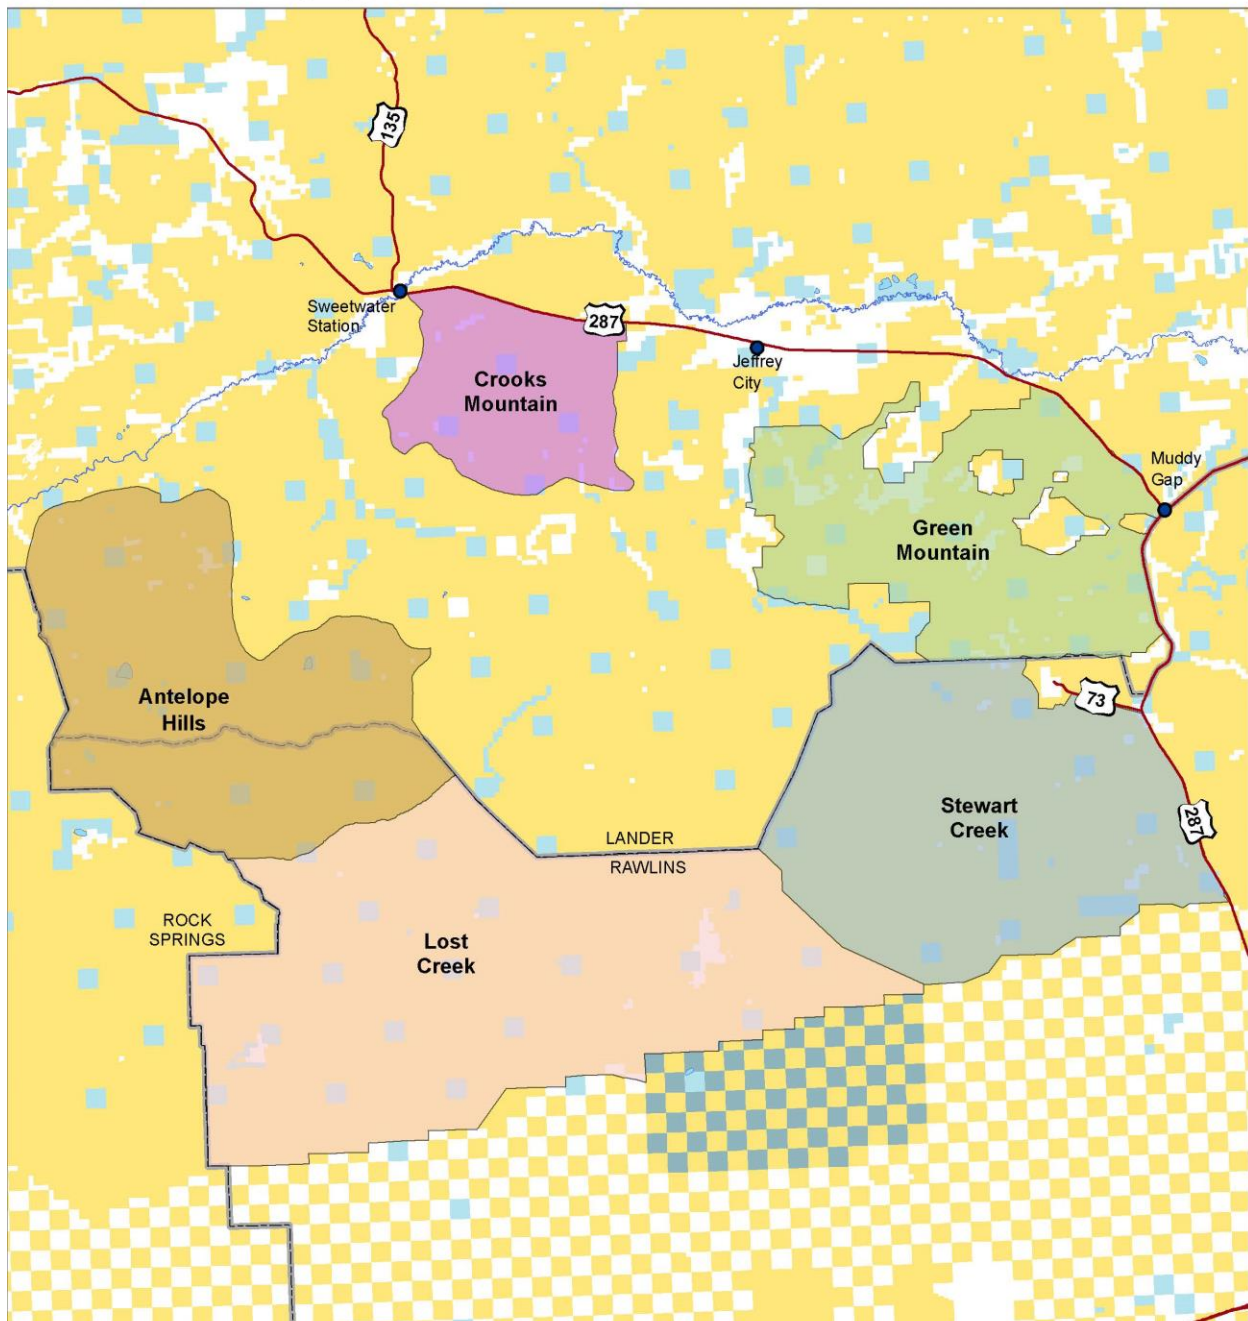 135
Sweetwater
Station
287
Jeffrey
City
Crooks
Mountain
Muddy
Gap
Green
Mountain
Antelope
Hills
73
Stewart
Creek
287
LANDER
RAWLINS
ROCK
SPRINGS
Lost
Creek